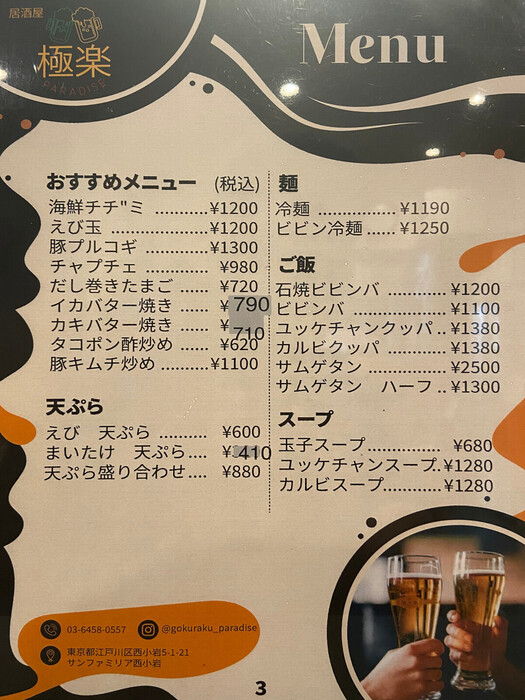 居酒屋
極楽
PARADISE
Menu
おすすめメニュー (税込)
海鮮チヂ"ミ ...........¥1200
えび玉 .....................¥1200
豚プルコギ ..............¥1300
チャプチェ ............. ¥980
だし巻きたまご ...... ¥720
イカバター焼き ...... ¥790
カキバター焼き ...... ¥710
タコポン酢炒め ...... ¥620
豚キムチ炒め ..........¥1100
天ぷら
えび 天ぷら .......... ¥600
まいたけ 天ぷら.... ¥410
天ぷら盛り合わせ.... ¥880
麺
冷麺 ................¥1190
ビビン冷麺 ...... ¥1250
ご飯
石焼ビビンバ ..............¥1200
ビビンバ ...................¥1100
ユッケチャンクッパ ..¥1380
カルビクッパ ............. ¥1380
サムゲタン ................¥2500
サムゲタン ハーフ ..¥1300
スープ
玉子スープ................. ¥680
ユッケチャンスープ.. ¥1280
カルビスープ............¥1280
03-6458-0557 @gokuraku_paradise
東京都江戸川区西小岩5-1-21
サンファミリア西小岩
3